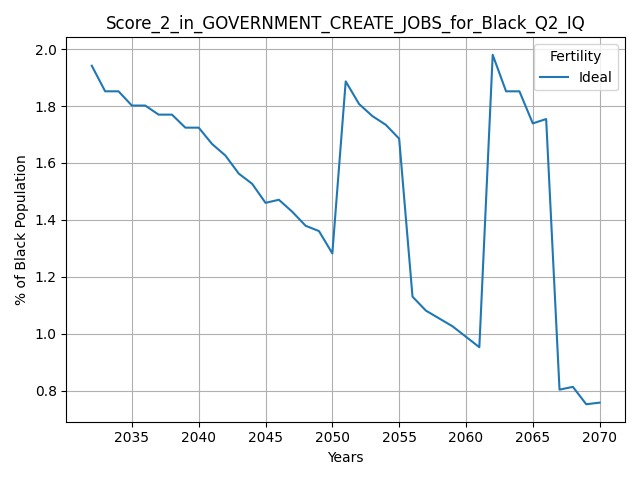 Score_2_in_GOVERNMENT_CREATE_JOBS_for_Black_Q2_IQ
Fertility
Ideal
2.0
1.8
1.6
1.4
1.2
1.0
0.8
% of Black Population
2035 2040 2045 2050 2055 2060 2065 2070
Years